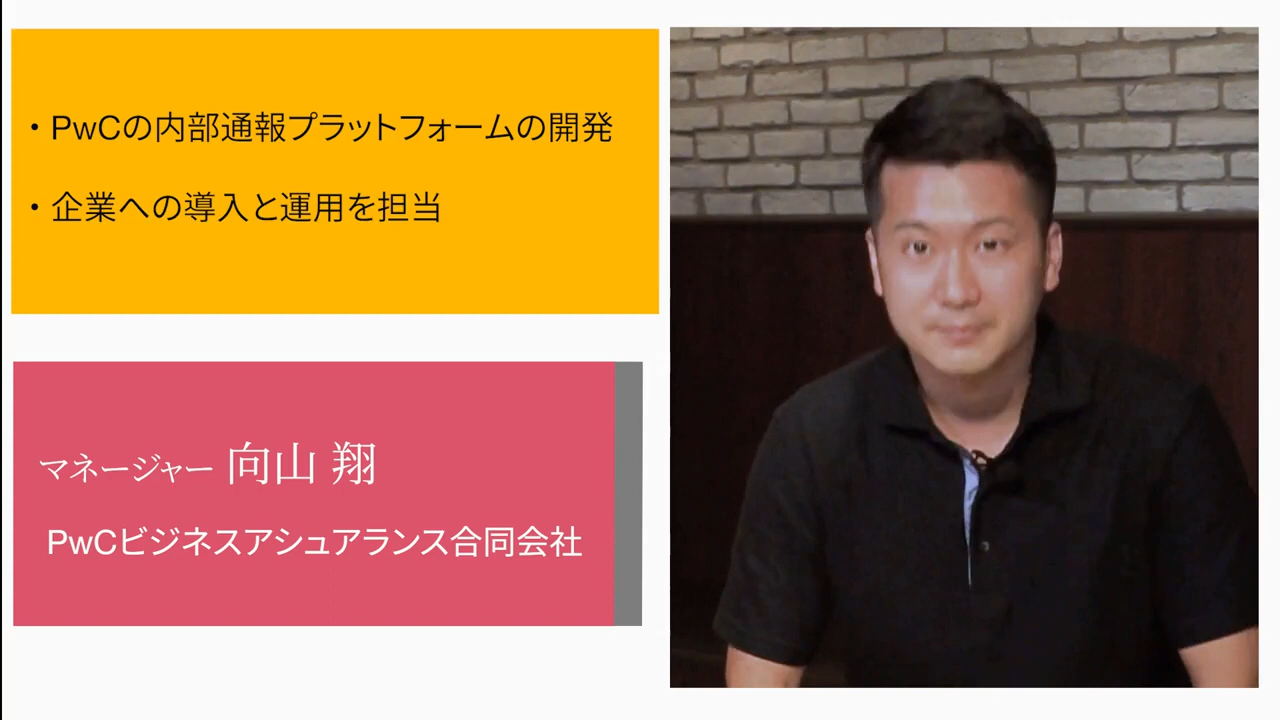 ・PwCの内部通報プラットフォームの開発
・企業への導入と運用を担当
マネージャー 向山 翔
PwCビジネスアシュアランス合同会社